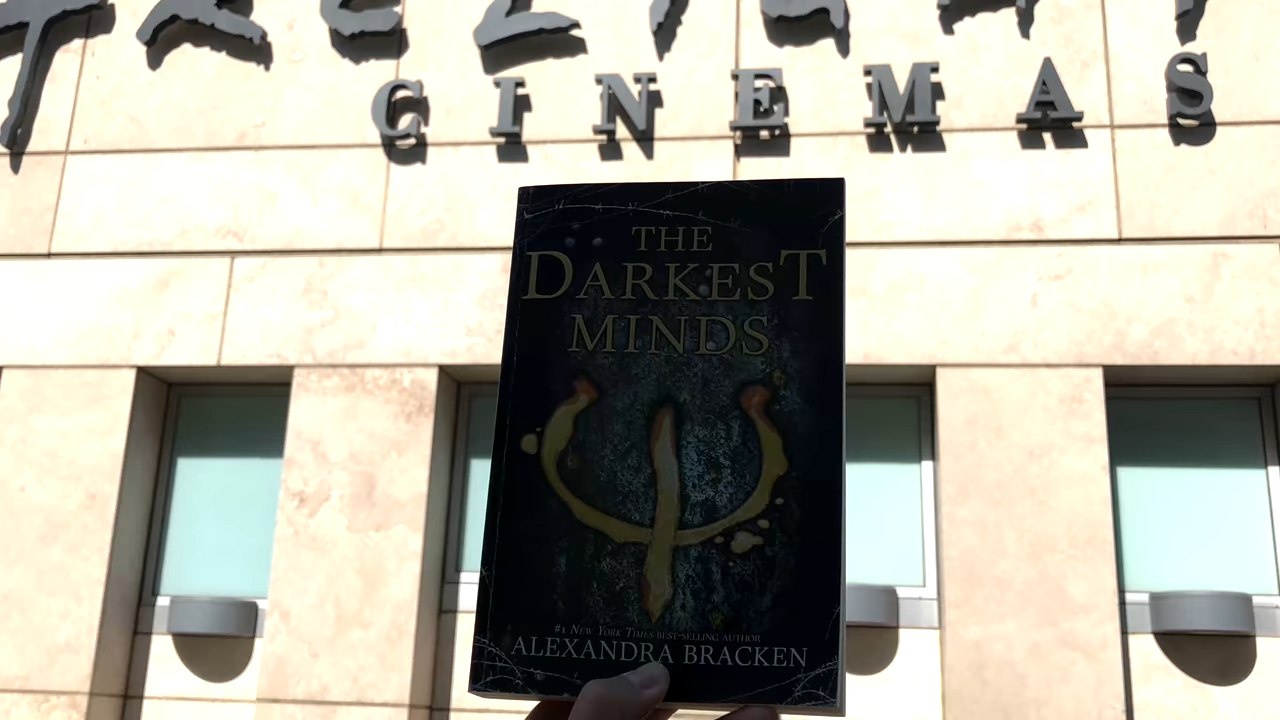 CINEMAS
THE
DARKEST
MINDS
#1 NEW YORK TIMES BEST-SELLING AUTHOR
ALEXANDRA BRACKEN